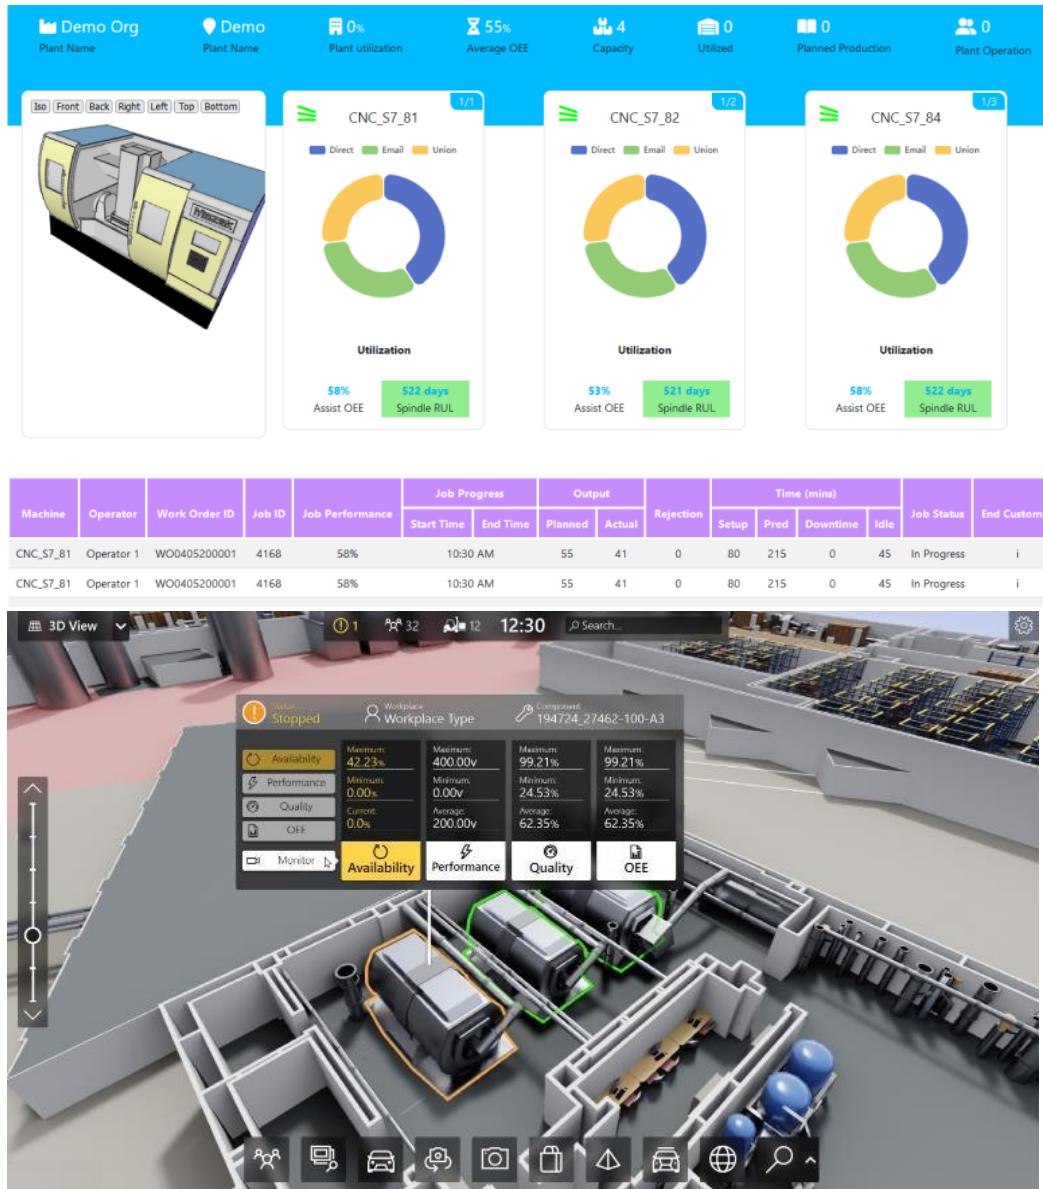 Demo Org
Plant Name
Demo
Plant Name
0%
Plant utilization
55%
Average OEE
4
Capacity
0
Utilized
0
Planned Production
0
Plant Operation
Iso Front Back Right Left Top Bottom
1/1
CNC_S7_81
Direct Email Union
Utilization
58%
Assist OEE
522 days
Spindle RUL
1/2
CNC_S7_82
Direct Email Union
Utilization
53%
Assist OEE
521 days
Spindle RUL
1/3
CNC_S7_84
Direct Email Union
Utilization
58%
Assist OEE
522 days
Spindle RUL
Job Progress Output Time (mins)
Machine Operator Work Order ID Job ID Job Performance Rejection Job Status End Custome
Start Time End Time Planned Actual Setup Pred Downtime Idle
CNC_S7_81 Operator 1 WO0405200001 4168 58% 10:30 AM 55 41 0 80 215 0 45 In Progress i
CNC_S7_81 Operator 1 WO0405200001 4168 58% 10:30 AM 55 41 0 80 215 0 45 In Progress i
3D View 1 32 12 12:30 Search...
Status
Stopped
Workplace
Workplace Type
Component
194724_27462-100-A3
Availability
Performance
Quality
OEE
Monitor
Maximum:
42.23%
Minimum:
0.00%
Current:
0.0%
Availability
Maximum:
400.00v
Minimum:
0.00v
Average:
200.00v
Performance
Maximum:
99.21%
Minimum:
24.53%
Average:
62.35%
Quality
Maximum:
99.21%
Minimum:
24.53%
Average:
62.35%
OEE